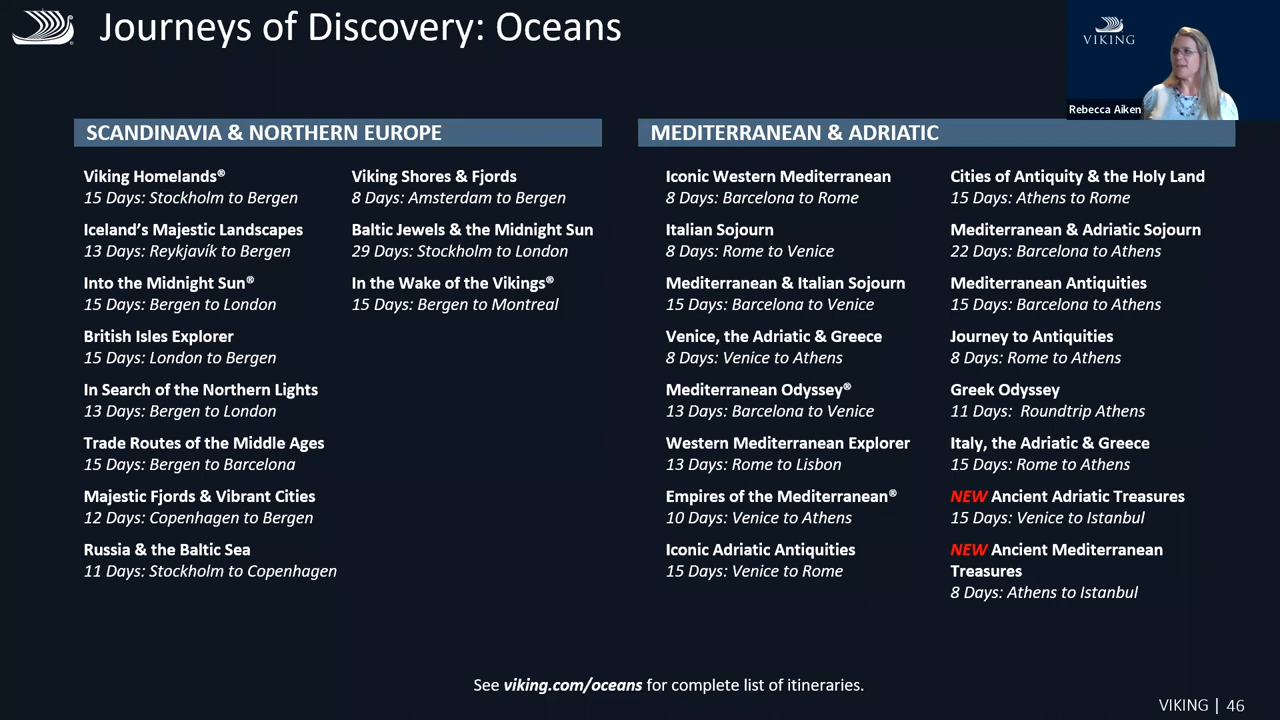 Journeys of Discovery: Oceans
VIKING
Rebecca Aiken
SCANDINAVIA & NORTHERN EUROPE
Viking Homelands®
15 Days: Stockholm to Bergen
Iceland’s Majestic Landscapes
13 Days: Reykjavík to Bergen
Into the Midnight Sun®
15 Days: Bergen to London
British Isles Explorer
15 Days: London to Bergen
In Search of the Northern Lights
13 Days: Bergen to London
Trade Routes of the Middle Ages
15 Days: Bergen to Barcelona
Majestic Fjords & Vibrant Cities
12 Days: Copenhagen to Bergen
Russia & the Baltic Sea
11 Days: Stockholm to Copenhagen
Viking Shores & Fjords
8 Days: Amsterdam to Bergen
Baltic Jewels & the Midnight Sun
29 Days: Stockholm to London
In the Wake of the Vikings®
15 Days: Bergen to Montreal
MEDITERRANEAN & ADRIATIC
Iconic Western Mediterranean
8 Days: Barcelona to Rome
Italian Sojourn
8 Days: Rome to Venice
Mediterranean & Italian Sojourn
15 Days: Barcelona to Venice
Venice, the Adriatic & Greece
8 Days: Venice to Athens
Mediterranean Odyssey®
13 Days: Barcelona to Venice
Western Mediterranean Explorer
13 Days: Rome to Lisbon
Empires of the Mediterranean®
10 Days: Venice to Athens
Iconic Adriatic Antiquities
15 Days: Venice to Rome
Cities of Antiquity & the Holy Land
15 Days: Athens to Rome
Mediterranean & Adriatic Sojourn
22 Days: Barcelona to Athens
Mediterranean Antiquities
15 Days: Barcelona to Athens
Journey to Antiquities
8 Days: Rome to Athens
Greek Odyssey
11 Days: Roundtrip Athens
Italy, the Adriatic & Greece
15 Days: Rome to Athens
NEW Ancient Adriatic Treasures
15 Days: Venice to Istanbul
NEW Ancient Mediterranean
Treasures
8 Days: Athens to Istanbul
See viking.com/oceans for complete list of itineraries.
VIKING | 46